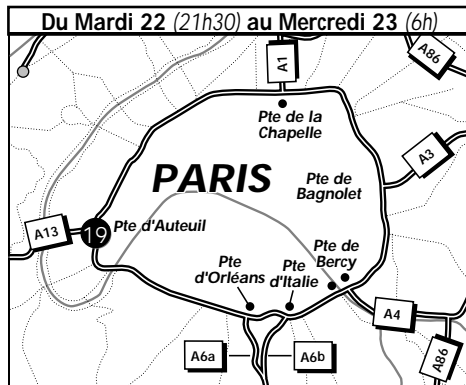 Du Mardi 22 (21h30) au Mercredi 23 (6h)
A1
A86
Pte de la
Chapelle
A3
PARIS
Pte de
Bagnolet
A13
19
Pte d'Auteuil
Pte
d'Orléans
Pte
d'Italie
Pte de
Bercy
A4
A6a
A6b
A86